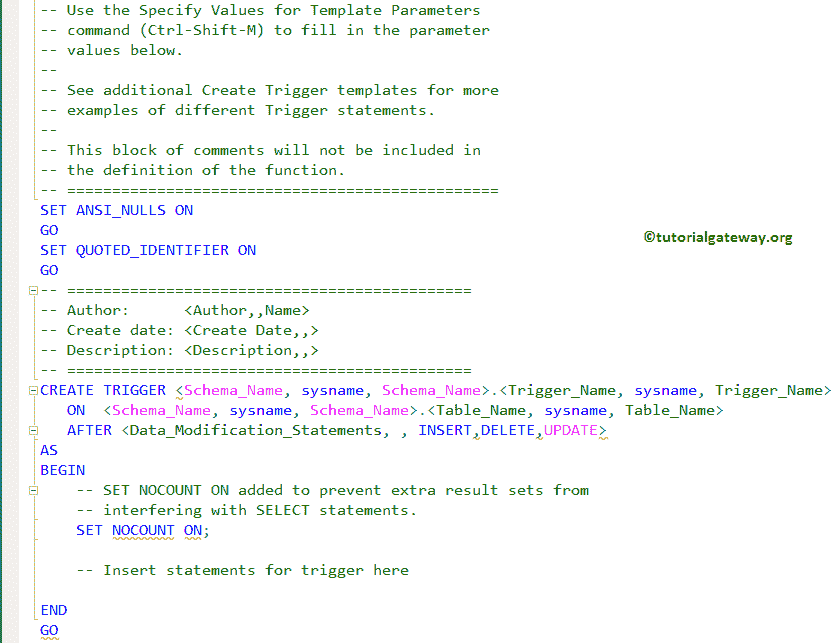 -- Use the Specify Values for Template Parameters
-- command (Ctrl-Shift-M) to fill in the parameter
-- values below.
--
-- See additional Create Trigger templates for more
-- examples of different Trigger statements.
--
-- This block of comments will not be included in
-- the definition of the function.
-- ================================================
SET ANSI_NULLS ON
GO
©tutorialgateway.org
SET QUOTED_IDENTIFIER ON
GO
-- =============================================
-- Author:      <Author,,Name>
-- Create date: <Create Date,,>
-- Description: <Description,,>
-- =============================================
CREATE TRIGGER <Schema_Name, sysname, Schema_Name>.<Trigger_Name, sysname, Trigger_Name>
   ON  <Schema_Name, sysname, Schema_Name>.<Table_Name, sysname, Table_Name>
   AFTER <Data_Modification_Statements, , INSERT,DELETE,UPDATE>
AS
BEGIN
    -- SET NOCOUNT ON added to prevent extra result sets from
    -- interfering with SELECT statements.
    SET NOCOUNT ON;
    -- Insert statements for trigger here
END
GO